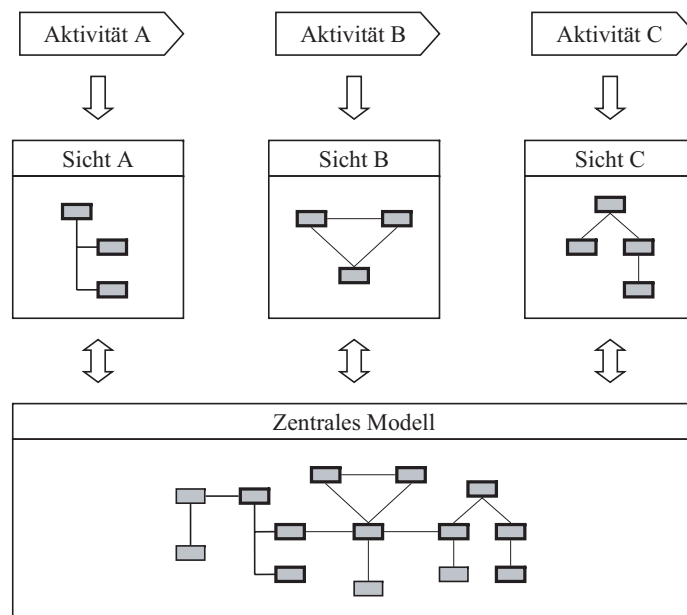 Aktivität A
Aktivität B
Aktivität C
Sicht A
Sicht B
Sicht C
Zentrales Modell